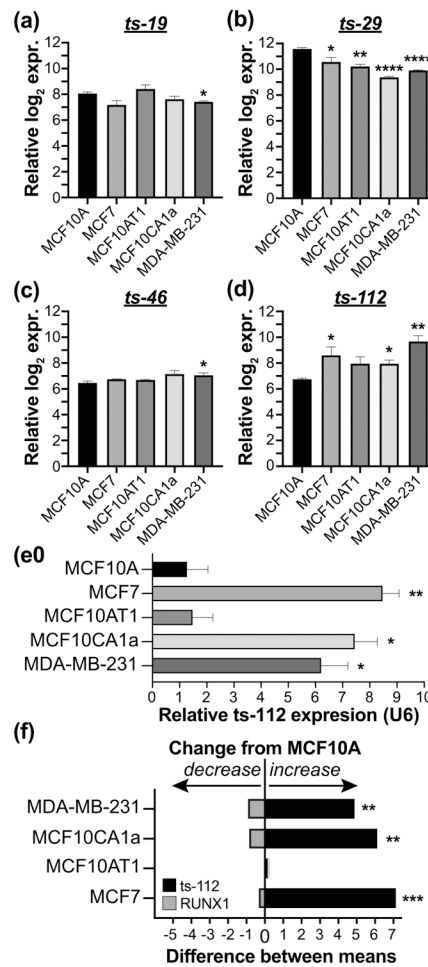 (a) ts-19
Relative log2 expr.
12
10
8
6
4
2
0
*
MCF10A
MCF7
MCF10AT1
MCF10CA1a
MDA-MB-231
(b) ts-29
Relative log2 expr.
12
10
8
6
4
2
0
* ** **** ****
MCF10A
MCF7
MCF10AT1
MCF10CA1a
MDA-MB-231
(c) ts-46
Relative log2 expr.
12
10
8
6
4
2
0
*
MCF10A
MCF7
MCF10AT1
MCF10CA1a
MDA-MB-231
(d) ts-112
Relative log2 expr.
12
10
8
6
4
2
0
* * **
MCF10A
MCF7
MCF10AT1
MCF10CA1a
MDA-MB-231
(e0
MCF10A
MCF7 **
MCF10AT1
MCF10CA1a *
MDA-MB-231 *
0 1 2 3 4 5 6 7 8 9 10
Relative ts-112 expresion (U6)
(f)
Change from MCF10A
decrease increase
MDA-MB-231 **
MCF10CA1a **
MCF10AT1
MCF7 ***
ts-112
RUNX1
-5 -4 -3 -2 -1 0 1 2 3 4 5 6 7
Difference between means